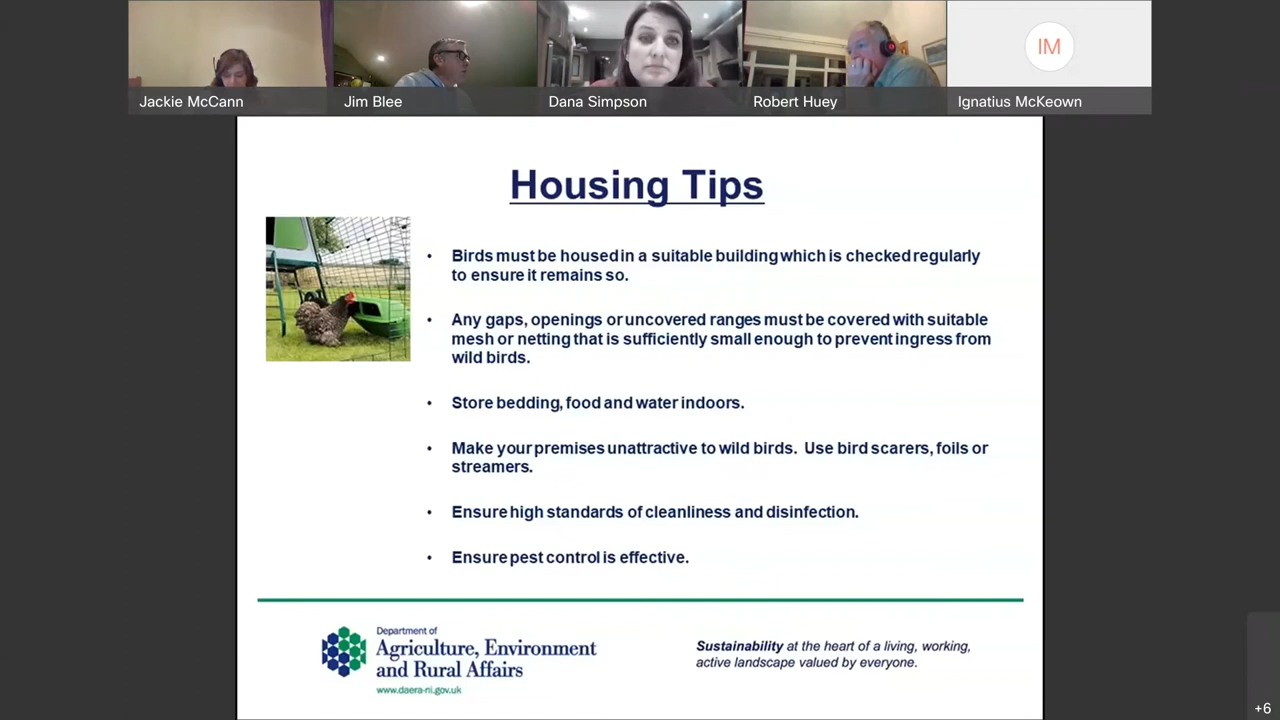 IM
Jackie McCann
Jim Blee
Dana Simpson
Robert Huey
Ignatius McKeown
Housing Tips
• Birds must be housed in a suitable building which is checked regularly
to ensure it remains so.
• Any gaps, openings or uncovered ranges must be covered with suitable
mesh or netting that is sufficiently small enough to prevent ingress from
wild birds.
• Store bedding, food and water indoors.
• Make your premises unattractive to wild birds. Use bird scarers, foils or
streamers.
• Ensure high standards of cleanliness and disinfection.
• Ensure pest control is effective.
Department of
Agriculture, Environment
and Rural Affairs
www.daera-ni.gov.uk
Sustainability at the heart of a living, working,
active landscape valued by everyone.
+6